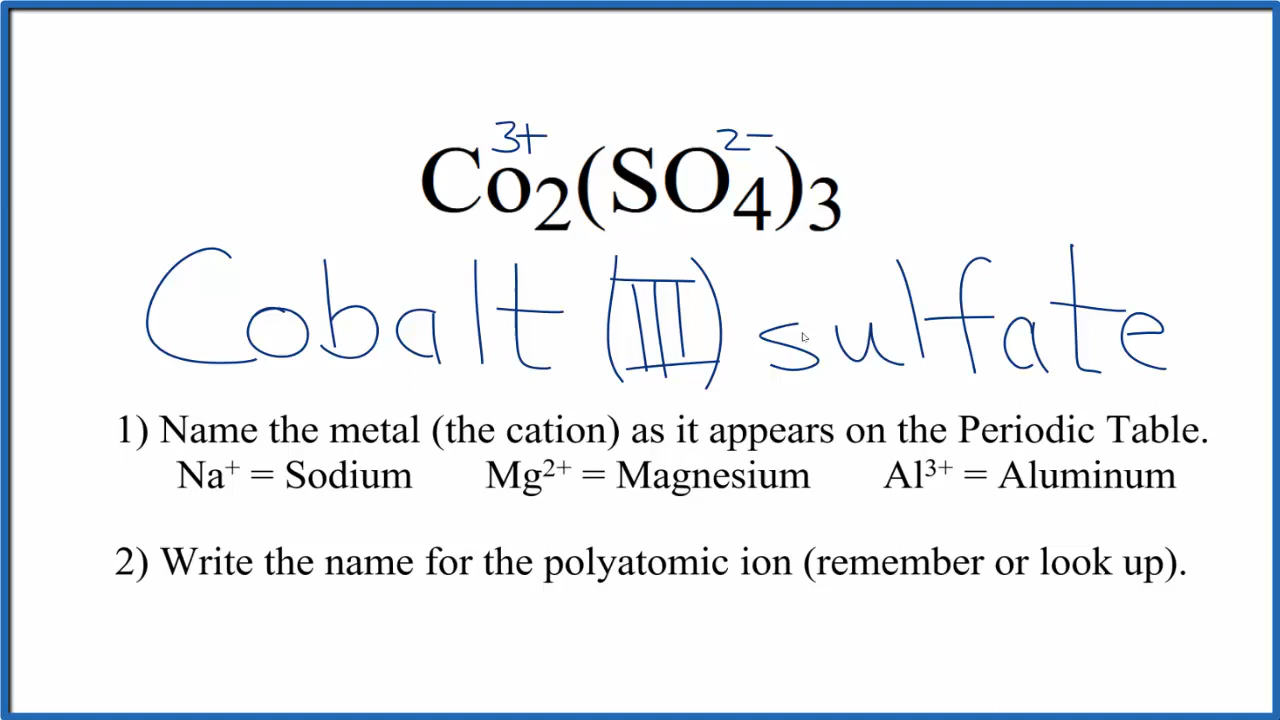 3+ 2−
Co₂(SO₄)₃
Cobalt (III) sulfate
1) Name the metal (the cation) as it appears on the Periodic Table.
Na⁺ = Sodium Mg²⁺ = Magnesium Al³⁺ = Aluminum
2) Write the name for the polyatomic ion (remember or look up).